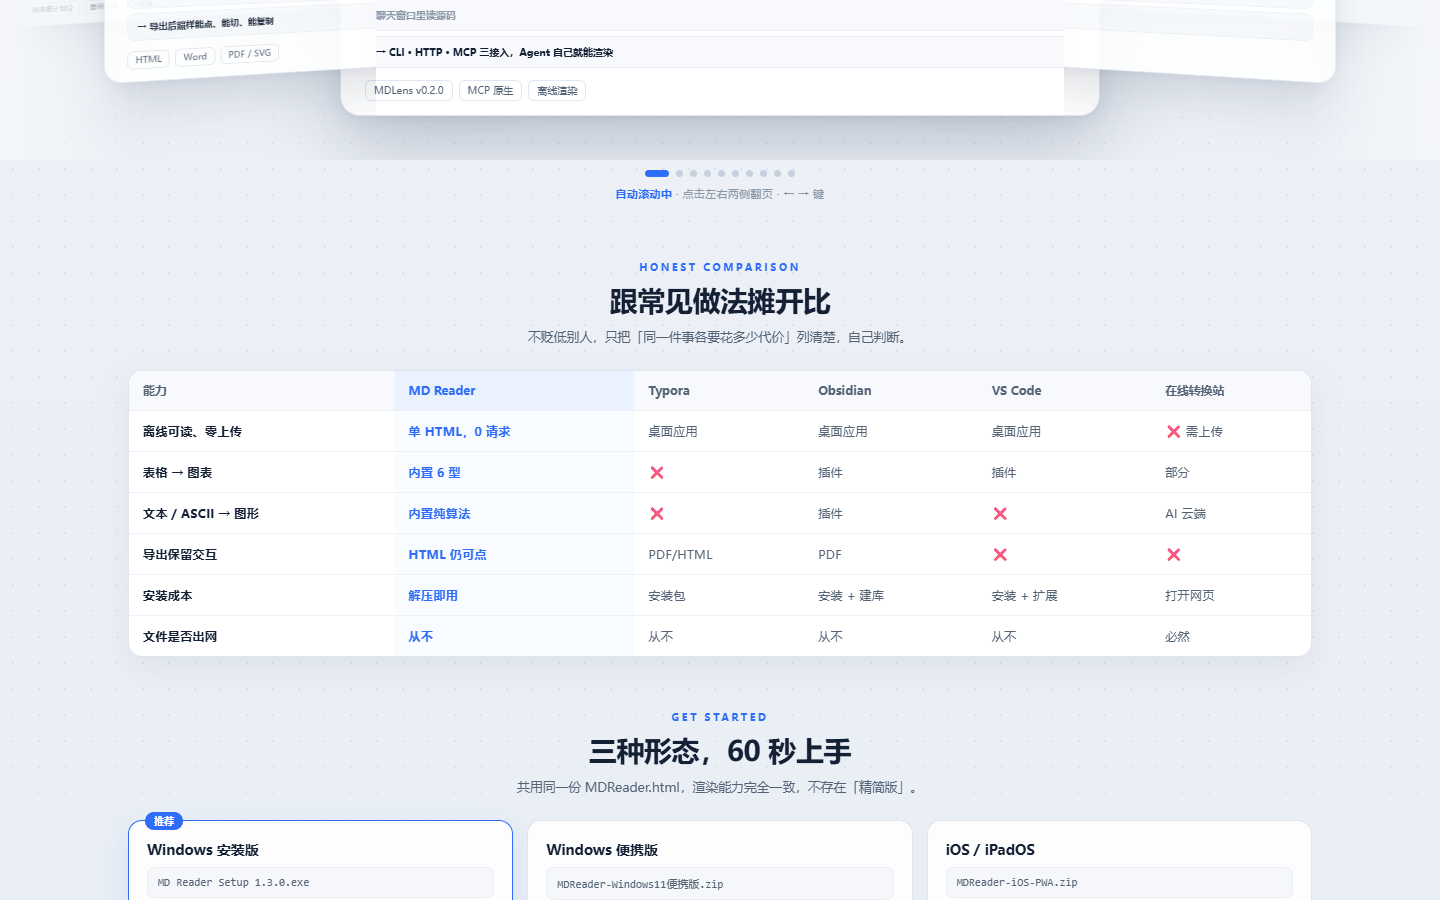 → 导出后照样能点、能切、能复制
HTML Word PDF / SVG
聊天窗口里读源码
→ CLI • HTTP • MCP 三接入，Agent 自己就能渲染
MDLens v0.2.0 MCP 原生 离线渲染
自动滚动中 · 点击左右两侧翻页 · ← → 键
HONEST COMPARISON
跟常见做法摊开比
不贬低别人，只把「同一件事各要花多少代价」列清楚，自己判断。
能力 MD Reader Typora Obsidian VS Code 在线转换站
离线可读、零上传 单 HTML，0 请求 桌面应用 桌面应用 桌面应用 ❌ 需上传
表格 → 图表 内置 6 型 ❌ 插件 插件 部分
文本 / ASCII → 图形 内置纯算法 ❌ 插件 ❌ AI 云端
导出保留交互 HTML 仍可点 PDF/HTML PDF ❌ ❌
安装成本 解压即用 安装包 安装 + 建库 安装 + 扩展 打开网页
文件是否出网 从不 从不 从不 从不 必然
GET STARTED
三种形态，60 秒上手
共用同一份 MDReader.html，渲染能力完全一致，不存在「精简版」。
推荐
Windows 安装版
MD Reader Setup 1.3.0.exe
Windows 便携版
MDReader-Windows11便携版.zip
iOS / iPadOS
MDReader-iOS-PWA.zip